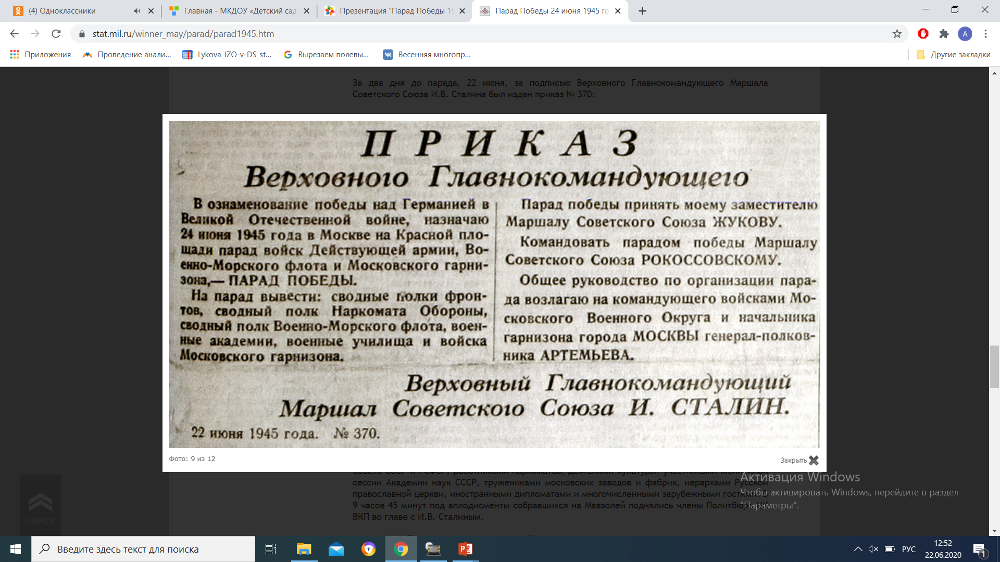 (4) Одноклассники
Главная - МКДОУ «Детский сад
Презентация "Парад Победы 19
Парад Победы 24 июня 1945 го
stat.mil.ru/winner_may/parad/parad1945.htm
A
Приложения
Проведение анали...
Lykova_IZO-v-DS_st...
Вырезаем полевы...
Весенняя многопр...
Другие закладки
За два дня до парада, 22 июня, за подписью Верховного Главнокомандующего Маршала
Советского Союза И.В. Сталина был издан приказ № 370:
ПРИКАЗ
Верховного Главнокомандующего
В ознаменование победы над Германией в
Великой Отечественной войне, назначаю
24 июня 1945 года в Москве на Красной пло-
щади парад войск Действующей армии, Во-
енно-Морского флота и Московского гарни-
зона,— ПАРАД ПОБЕДЫ.
На парад вывести: сводные полки фрон-
тов, сводный полк Наркомата Обороны,
сводный полк Военно-Морского флота, воен-
ные академии, военные училища и войска
Московского гарнизона.
Парад победы принять моему заместителю
Маршалу Советского Союза ЖУКОВУ.
Командовать парадом победы Маршалу
Советского Союза РОКОССОВСКОМУ.
Общее руководство по организации пара-
да возлагаю на командующего войсками Мо-
сковского Военного Округа и начальника
гарнизона города МОСКВЫ генерал-полков-
ника АРТЕМЬЕВА.
Верховный Главнокомандующий
Маршал Советского Союза И. СТАЛИН.
22 июня 1945 года. № 370.
Фото: 9 из 12
Закрыть
сессии Академии наук СССР, тружениками московских заводов и фабрик, иерархами Русской
православной церкви, иностранными дипломатами и многочисленными зарубежными гостями. В
9 часов 45 минут под аплодисменты собравшихся на Мавзолей поднялись члены Политбюро ЦК
ВКП во главе с И.В. Сталиным.
наверх
Активация Windows
Чтобы активировать Windows, перейдите в раздел
"Параметры".
Введите здесь текст для поиска
РУС
12:52
22.06.2020
1